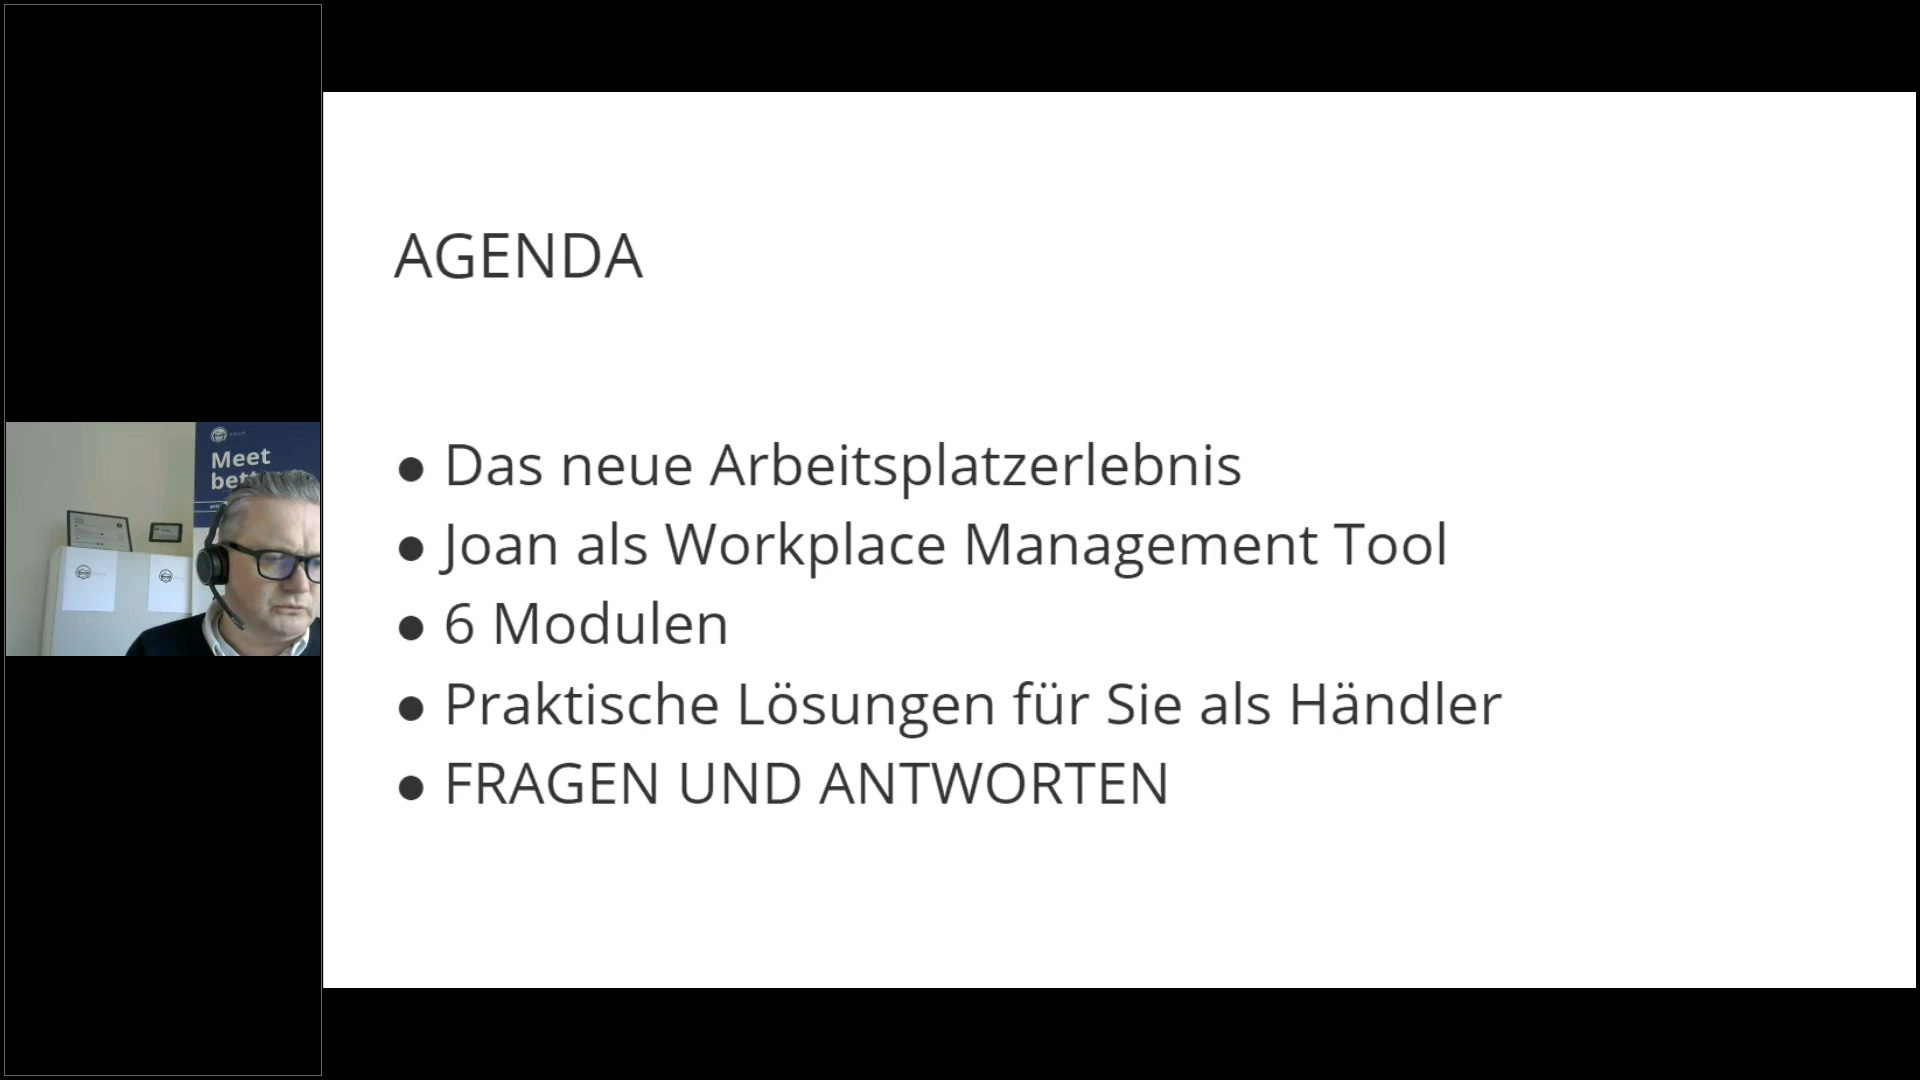 Meet
AGENDA
● Das neue Arbeitsplatzerlebnis
● Joan als Workplace Management Tool
● 6 Modulen
● Praktische Lösungen für Sie als Händler
● FRAGEN UND ANTWORTEN